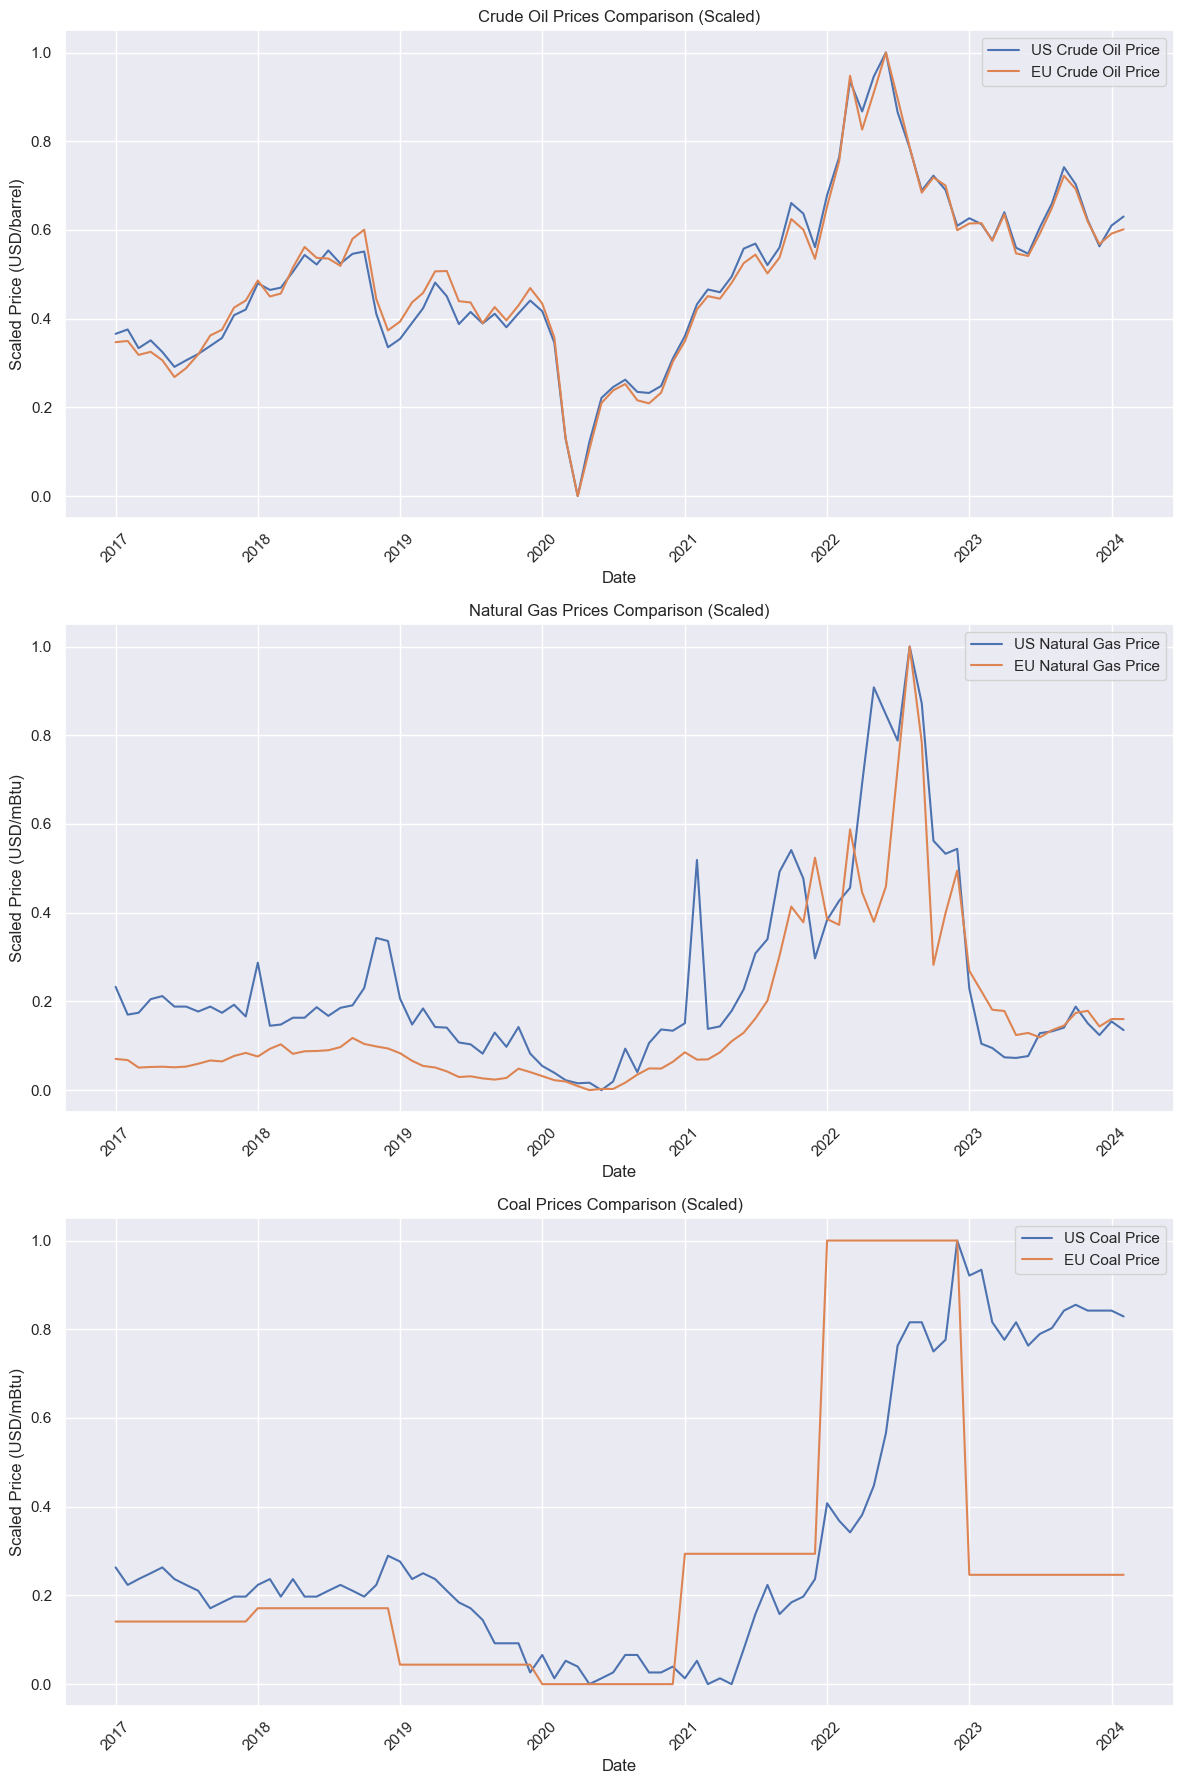 Crude Oil Prices Comparison (Scaled)
US Crude Oil Price
EU Crude Oil Price
Scaled Price (USD/barrel)
1.0
0.8
0.6
0.4
0.2
0.0
2017 2018 2019 2020 2021 2022 2023 2024
Date
Natural Gas Prices Comparison (Scaled)
US Natural Gas Price
EU Natural Gas Price
Scaled Price (USD/mBtu)
1.0
0.8
0.6
0.4
0.2
0.0
2017 2018 2019 2020 2021 2022 2023 2024
Date
Coal Prices Comparison (Scaled)
US Coal Price
EU Coal Price
Scaled Price (USD/mBtu)
1.0
0.8
0.6
0.4
0.2
0.0
2017 2018 2019 2020 2021 2022 2023 2024
Date